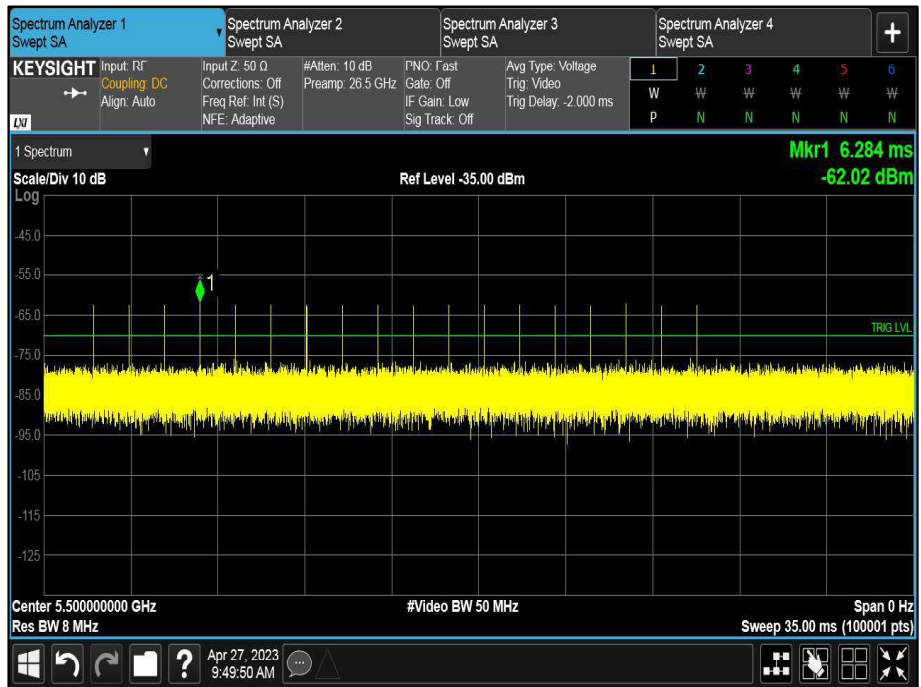 Spectrum Analyzer 1
Swept SA
Spectrum Analyzer 2
Swept SA
Spectrum Analyzer 3
Swept SA
Spectrum Analyzer 4
Swept SA
KEYSIGHT
LXI
Input: RF
Coupling: DC
Align: Auto
Input Z: 50 Ω
Corrections: Off
Freq Ref: Int (S)
NFE: Adaptive
#Atten: 10 dB
Preamp: 26.5 GHz
PNO: Fast
Gate: Off
IF Gain: Low
Sig Track: Off
Avg Type: Voltage
Trig: Video
Trig Delay: -2.000 ms
1 2 3 4 5 6
W W W W W W
P N N N N N
1 Spectrum
Mkr1 6.284 ms
Scale/Div 10 dB
Ref Level -35.00 dBm
-62.02 dBm
Log
-45.0
-55.0
1
-65.0
TRIG LVL
-75.0
-85.0
-95.0
-105
-115
-125
Center 5.500000000 GHz
#Video BW 50 MHz
Span 0 Hz
Res BW 8 MHz
Sweep 35.00 ms (100001 pts)
Apr 27, 2023
9:49:50 AM